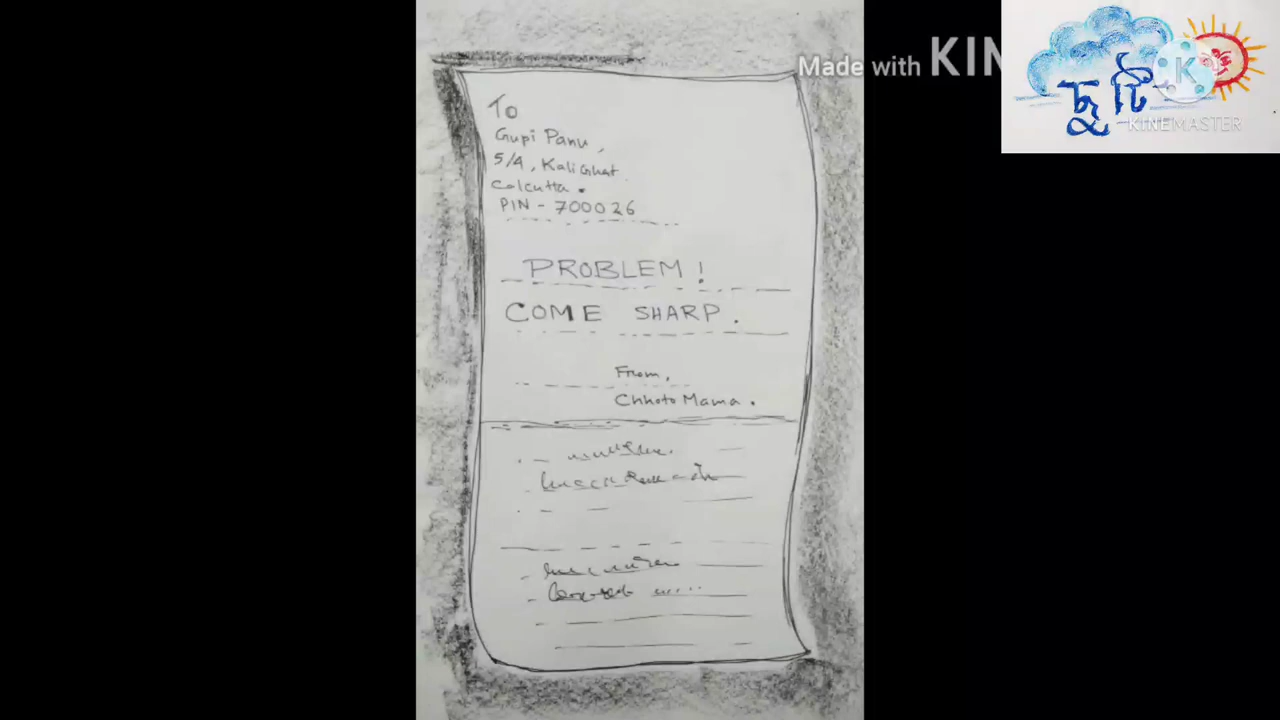 Made with KIN
ছুটি
K
KINEMASTER
To
Gupi Panu,
5/4, Kalighat
Calcutta.
PIN - 700026
PROBLEM!
COME SHARP.
From,
Chhoto Mama.